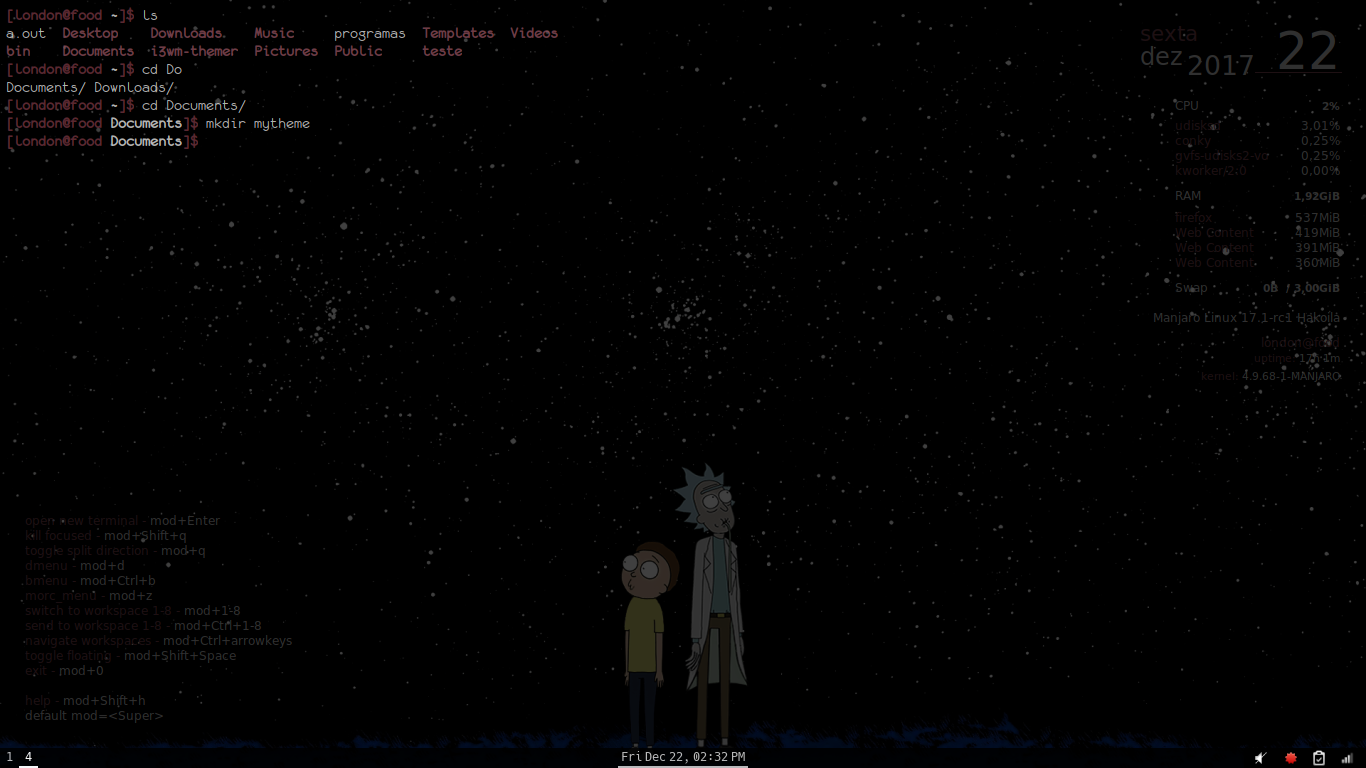 [London@food ~]$ ls
a.out Desktop Downloads Music programas Templates Videos
bin Documents i3wm-themer Pictures Public teste
[London@food ~]$ cd Do
Documents/ Downloads/
[London@food ~]$ cd Documents/
[London@food Documents]$ mkdir mytheme
[London@food Documents]$
sexta 22
dez 2017
CPU 2%
udisksd 3,01%
conky 0,25%
gvfs-udisks2-vo 0,25%
kworker/2:0 0,00%
RAM 1,92GiB
firefox 537MiB
Web Content 419MiB
Web Content 391MiB
Web Content 360MiB
Swap 0B / 3,00GiB
Manjaro Linux 17.1-rc1 Hakoila
london@food
uptime: 1m
kernel: 4.9.68-1-MANJARO
open new terminal - mod+Enter
kill focused - mod+Shift+q
toggle split direction - mod+q
dmenu - mod+d
bmenu - mod+Ctrl+b
morc_menu - mod+z
switch to workspace 1-8 - mod+1-8
send to workspace 1-8 - mod+Ctrl+1-8
navigate workspaces - mod+Ctrl+arrowkeys
toggle floating - mod+Shift+Space
exit - mod+0
help - mod+Shift+h
default mod=<Super>
1 4 Fri Dec 22, 02:32 PM